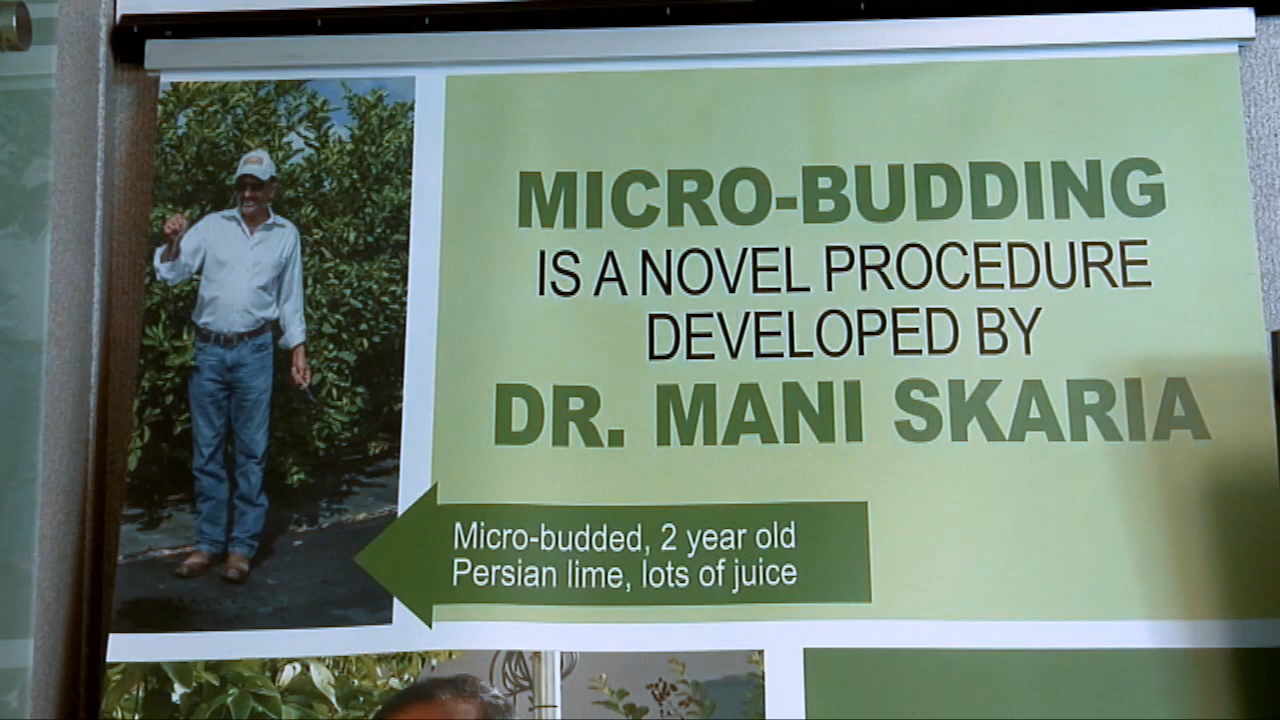 MICRO-BUDDING
IS A NOVEL PROCEDURE
DEVELOPED BY
DR. MANI SKARIA
Micro-budded, 2 year old
Persian lime, lots of juice